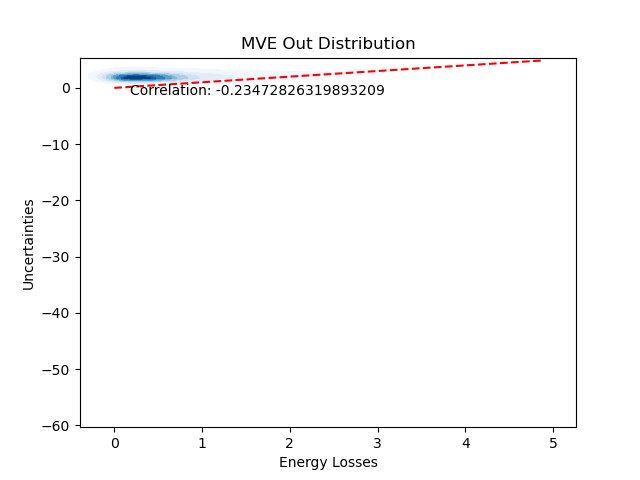 MVE Out Distribution
Uncertainties
0
−10
−20
−30
−40
−50
−60
Correlation: -0.23472826319893209
0 1 2 3 4 5
Energy Losses